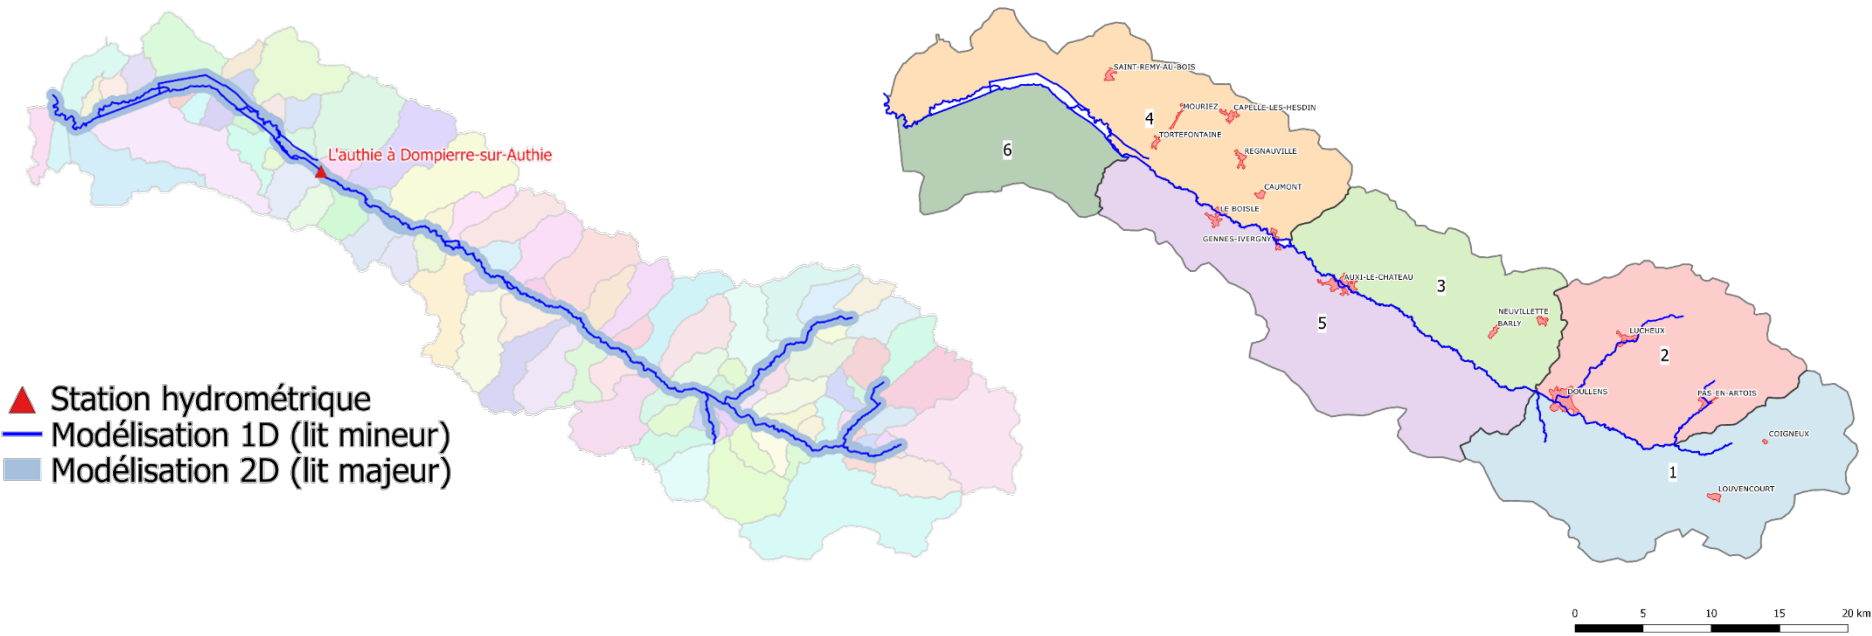 L'authie à Dompierre-sur-Authie
Station hydrométrique
Modélisation 1D (lit mineur)
Modélisation 2D (lit majeur)
SAINT-REMY-AU-BOIS
MOURIEZ
CAPELLE-LES-HESDIN
4
TORTEFONTAINE
6
REGNAUVILLE
CAUMONT
LE BOISLE
GENNES-IVERGNY
AUXI-LE-CHATEAU
3
NEUVILLETTE
BARLY
5
LUCHEUX
2
DOULLENS
PAS-EN-ARTOIS
COIGNEUX
1
LOUVENCOURT
0 5 10 15 20 km